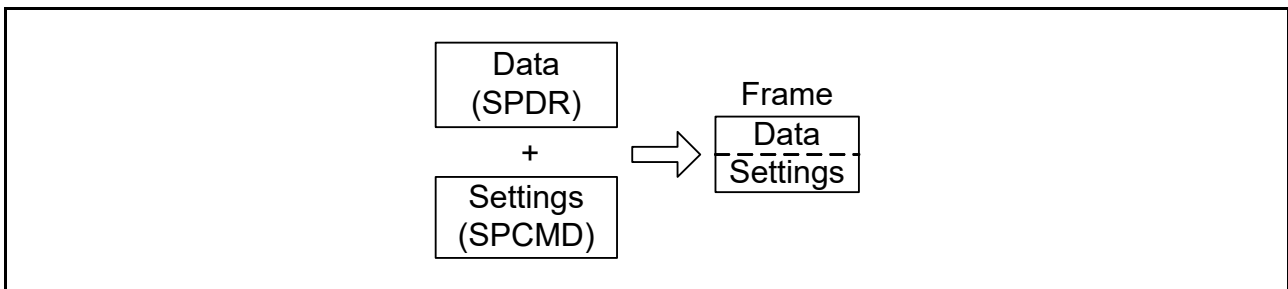 Data
(SPDR)
+
Settings
(SPCMD)
Frame
Data
Settings